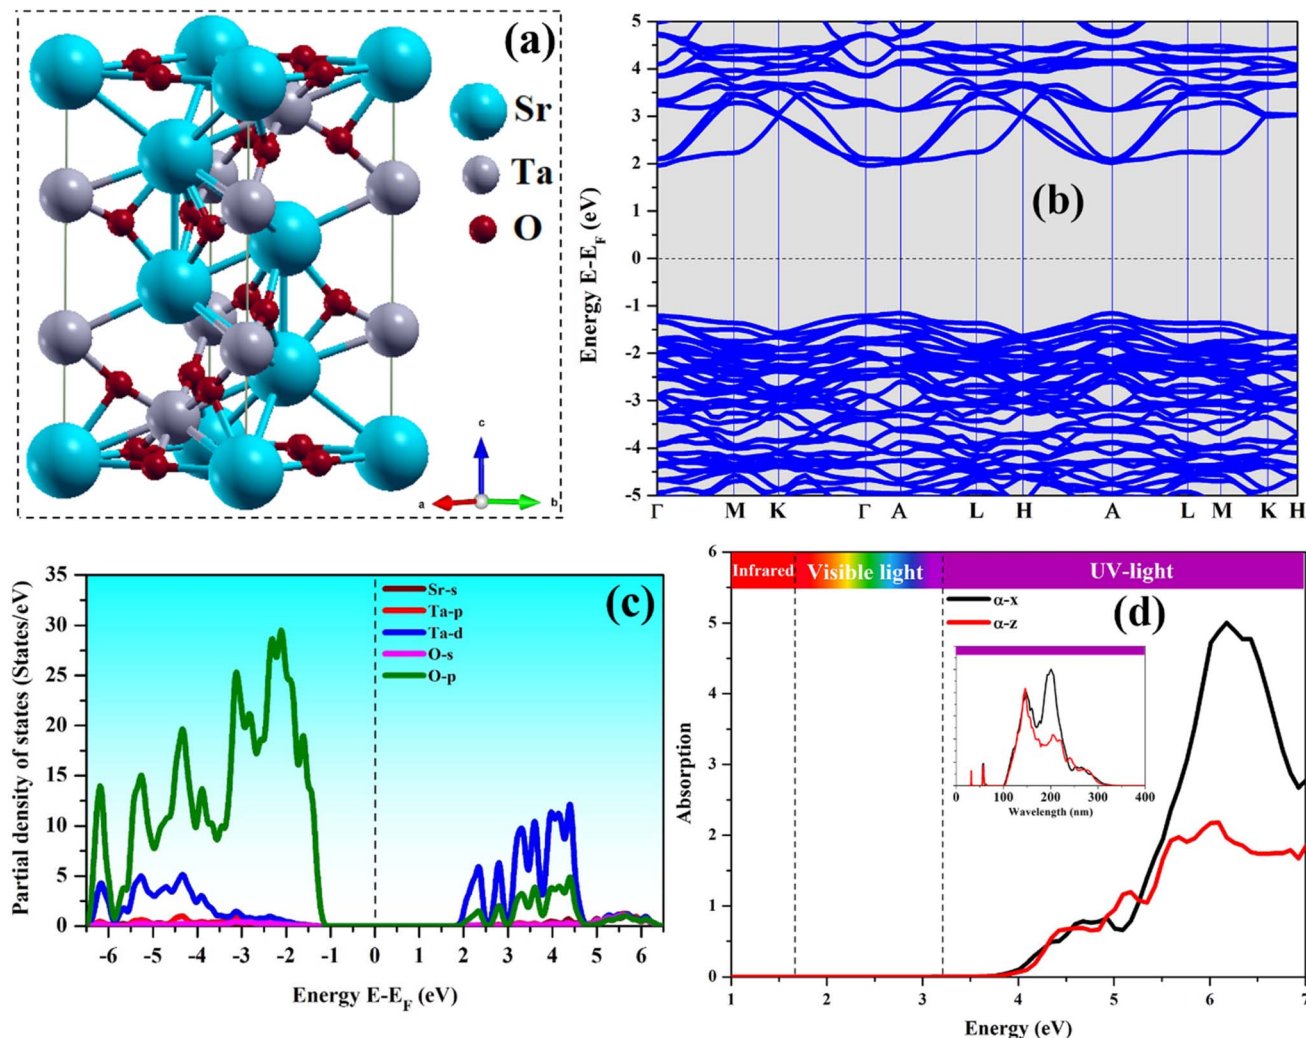 (a)
Sr
Ta
O
c
a
b
(b)
Energy E-E_F (eV)
5
4
3
2
1
0
-1
-2
-3
-4
-5
Γ M K Γ A L H A L M K H
(c)
Sr-s
Ta-p
Ta-d
O-s
O-p
Partial density of states (States/eV)
35
30
25
20
15
10
5
0
-6 -5 -4 -3 -2 -1 0 1 2 3 4 5 6
Energy E-E_F (eV)
Infrared Visible light UV-light
(d)
α-x
α-z
Absorption
6
5
4
3
2
1
0
0 100 200 300 400
Wavelength (nm)
1 2 3 4 5 6 7
Energy (eV)